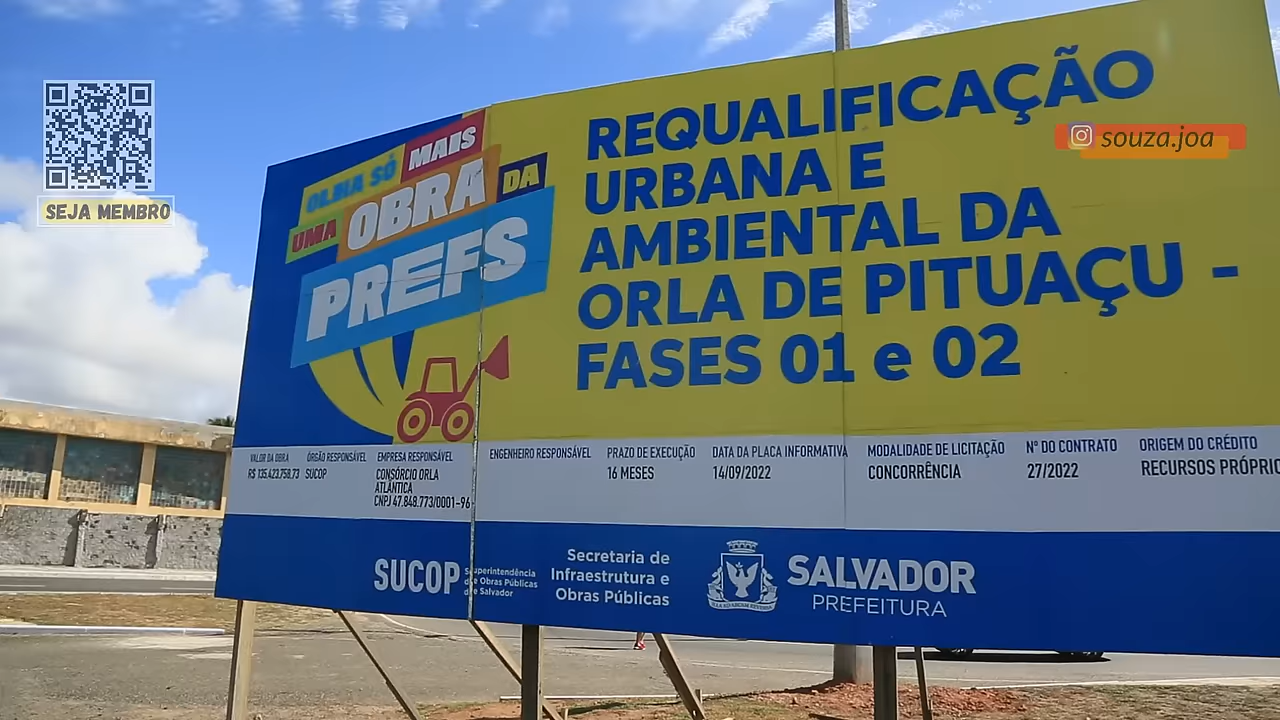 SEJA MEMBRO
souza.joa
OLHA SÓ MAIS
UMA OBRA DA
PREFS
REQUALIFICAÇÃO
URBANA E
AMBIENTAL DA
ORLA DE PITUAÇU -
FASES 01 e 02
VALOR DA OBRA
R$ 135.423.759,73
ÓRGÃO RESPONSÁVEL
SUCOP
EMPRESA RESPONSÁVEL
CONSÓRCIO ORLA
ATLÂNTICA
CNPJ 47.848.773/0001-96
ENGENHEIRO RESPONSÁVEL
PRAZO DE EXECUÇÃO
16 MESES
DATA DA PLACA INFORMATIVA
14/09/2022
MODALIDADE DE LICITAÇÃO
CONCORRÊNCIA
Nº DO CONTRATO
27/2022
ORIGEM DO CRÉDITO
RECURSOS PRÓPRIO
SUCOP
Superintendência
de Obras Públicas
de Salvador
Secretaria de
Infraestrutura e
Obras Públicas
SALVADOR
PREFEITURA